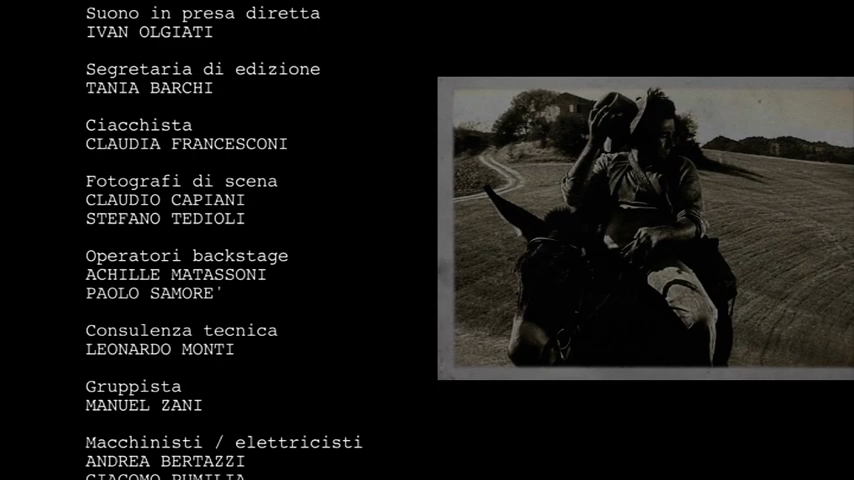 Suono in presa diretta
IVAN OLGIATI
Segretaria di edizione
TANIA BARCHI
Ciacchista
CLAUDIA FRANCESCONI
Fotografi di scena
CLAUDIO CAPIANI
STEFANO TEDIOLI
Operatori backstage
ACHILLE MATASSONI
PAOLO SAMORE'
Consulenza tecnica
LEONARDO MONTI
Gruppista
MANUEL ZANI
Macchinisti / elettricisti
ANDREA BERTAZZI
GIACOMO RUMILIA